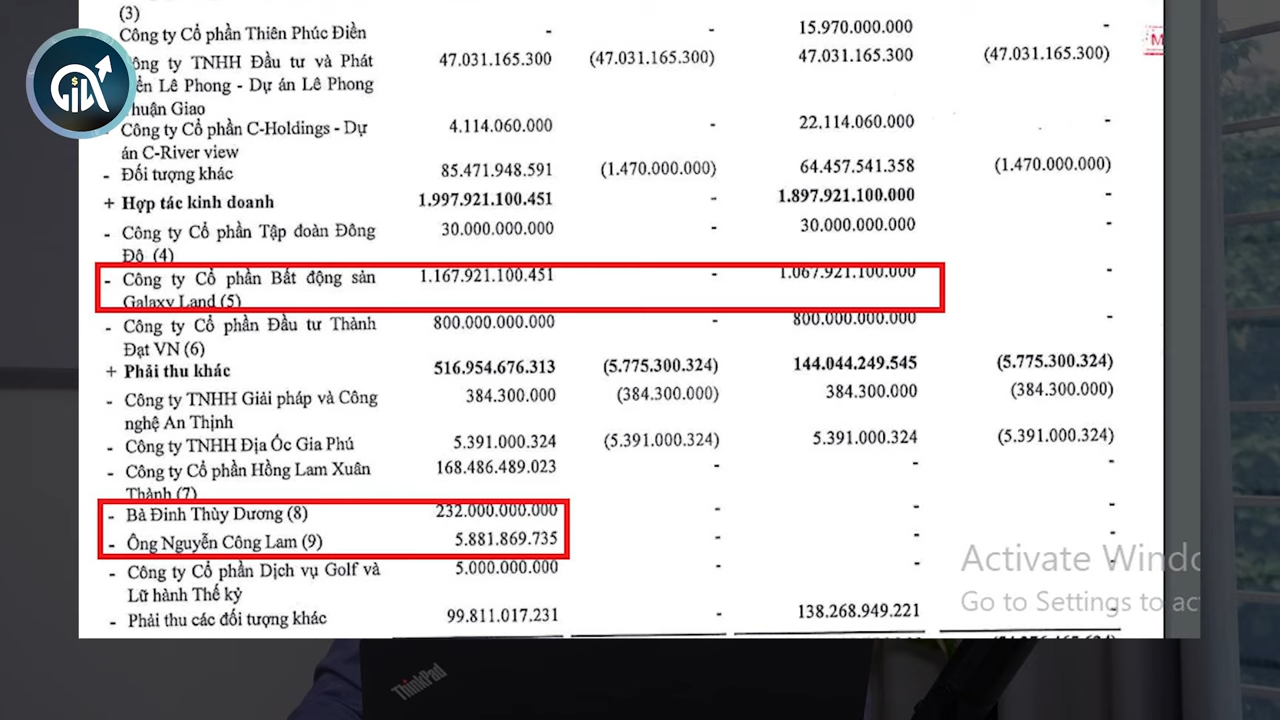 (3)
Công ty Cổ phần Thiên Phúc Điền - - 15.970.000.000 -
Công ty TNHH Đầu tư và Phát 47.031.165.300 (47.031.165.300) 47.031.165.300 (47.031.165.300)
Lê Phong - Dự án Lê Phong
Giao
Công ty Cổ phần C-Holdings - Dự 4.114.060.000 - 22.114.060.000 -
án C-River view
- Đối tượng khác 85.471.948.591 (1.470.000.000) 64.457.541.358 (1.470.000.000)
+ Hợp tác kinh doanh 1.997.921.100.451 - 1.897.921.100.000 -
- Công ty Cổ phần Tập đoàn Đông 30.000.000.000 - 30.000.000.000 -
Đô (4)
- Công ty Cổ phần Bất động sản 1.167.921.100.451 - 1.067.921.100.000 -
Galaxy Land (5)
- Công ty Cổ phần Đầu tư Thành 800.000.000.000 - 800.000.000.000 -
Đạt VN (6)
+ Phải thu khác 516.954.676.313 (5.775.300.324) 144.044.249.545 (5.775.300.324)
- Công ty TNHH Giải pháp và Công 384.300.000 (384.300.000) 384.300.000 (384.300.000)
nghệ An Thịnh
- Công ty TNHH Địa Ốc Gia Phú 5.391.000.324 (5.391.000.324) 5.391.000.324 (5.391.000.324)
- Công ty Cổ phần Hồng Lam Xuân 168.486.489.023 - - -
Thành (7)
- Bà Đinh Thùy Dương (8) 232.000.000.000 - - -
- Ông Nguyễn Công Lam (9) 5.881.869.735 - - -
- Công ty Cổ phần Dịch vụ Golf và 5.000.000.000 - - -
Lữ hành Thế kỷ
- Phải thu các đối tượng khác 99.811.017.231 - 138.268.949.221 -
Activate Windo
Go to Settings to ac
ThinkPad